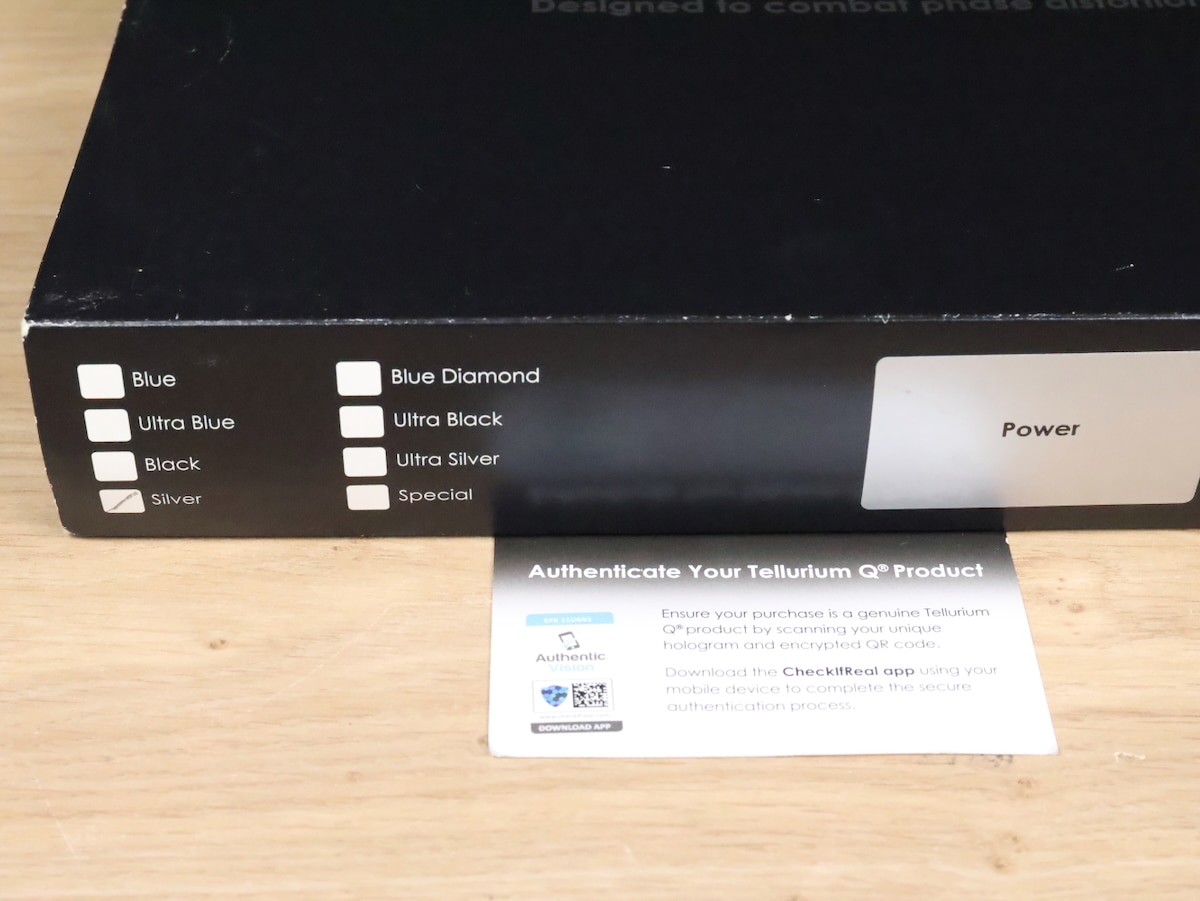 Designed to combat phase
Blue
Ultra Blue
Black
Silver
Blue Diamond
Ultra Black
Ultra Silver
Special
Power
Authenticate Your Tellurium Q® Product
Authentic
Vision
DOWNLOAD APP
Ensure your purchase is a genuine Tellurium
Q® product by scanning your unique
hologram and encrypted QR code.
Download the CheckIfReal app using your
mobile device to complete the secure
authentication process.